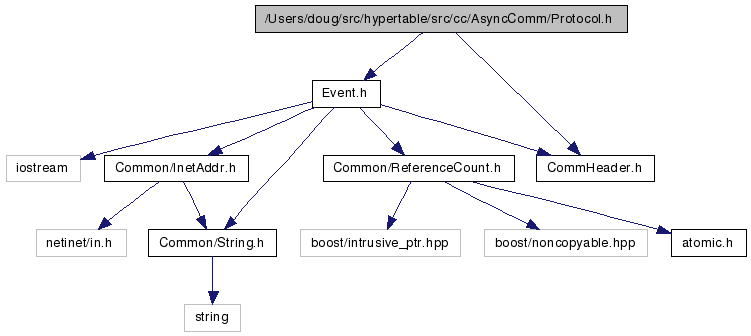 /Users/doug/src/hypertable/src/cc/AsyncComm/Protocol.h
Event.h
iostream
Common/InetAddr.h
Common/ReferenceCount.h
CommHeader.h
netinet/in.h
Common/String.h
boost/intrusive_ptr.hpp
boost/noncopyable.hpp
atomic.h
string